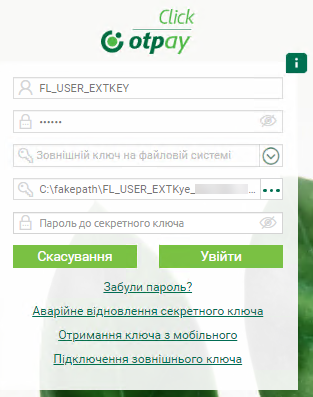 Click
otpay
i
FL_USER_EXTKEY
••••••
Зовнішній ключ на файловій системі
C:\fakepath\FL_USER_EXTKye_ ...
Пароль до секретного ключа
Скасування Увійти
Забули пароль?
Аварійне відновлення секретного ключа
Отримання ключа з мобільного
Підключення зовнішнього ключа